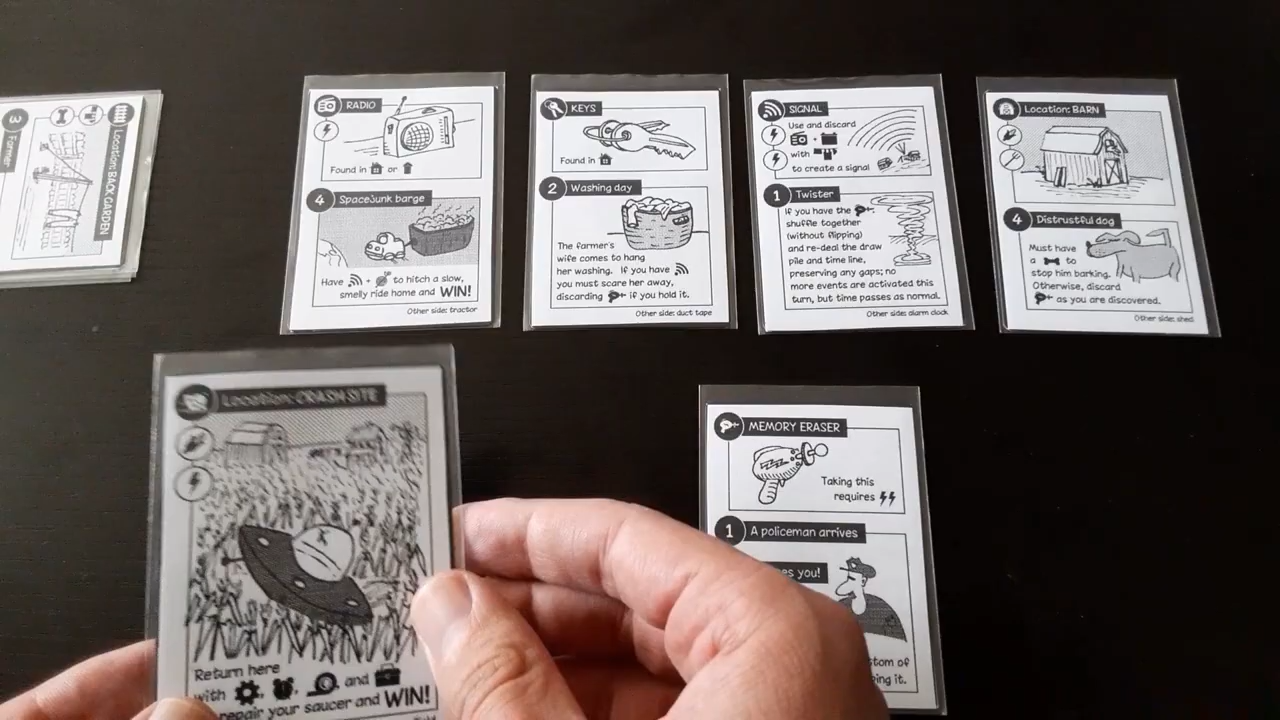 Location: BACK GARDEN
3
Farmer
RADIO
Found in or
4 SpaceJunk barge
Have + to hitch a slow,
smelly ride home and WIN!
Other side: tractor
KEYS
Found in
2 Washing day
The farmer's
wife comes to hang
her washing. If you have
you must scare her away,
discarding if you hold it.
Other side: duct tape
SIGNAL
Use and discard
+
with
to create a signal
1 Twister
If you have the ,
shuffle together
(without flipping)
and re-deal the draw
pile and time line,
preserving any gaps; no
more events are activated this
turn, but time passes as normal.
Other side: alarm clock
Location: BARN
4 Distrustful dog
Must have
a to
stop him barking.
Otherwise, discard
as you are discovered.
Other side: shed
Location: CRASH SITE
Return here
with , , , and
repair your saucer and WIN!
MEMORY ERASER
Taking this
requires
1 A policeman arrives
you!
of
it.